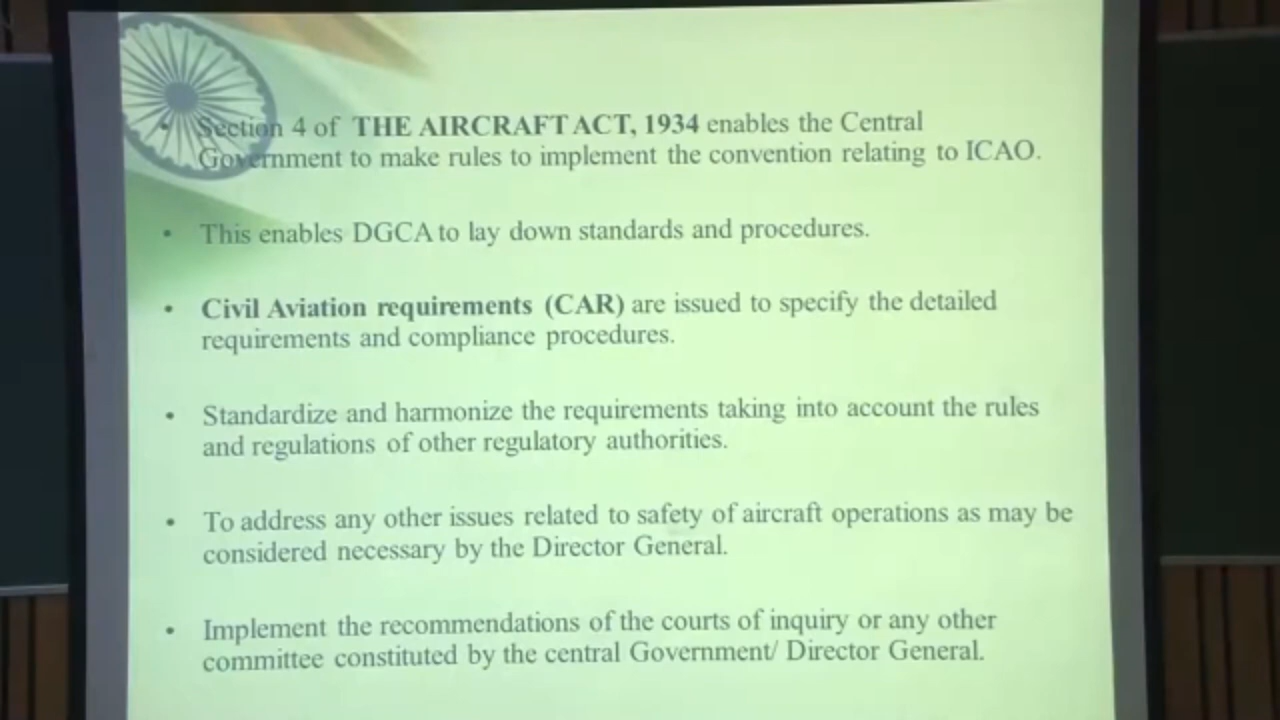 • Section 4 of THE AIRCRAFT ACT, 1934 enables the Central
Government to make rules to implement the convention relating to ICAO.
• This enables DGCA to lay down standards and procedures.
• Civil Aviation requirements (CAR) are issued to specify the detailed
requirements and compliance procedures.
• Standardize and harmonize the requirements taking into account the rules
and regulations of other regulatory authorities.
• To address any other issues related to safety of aircraft operations as may be
considered necessary by the Director General.
• Implement the recommendations of the courts of inquiry or any other
committee constituted by the central Government/ Director General.